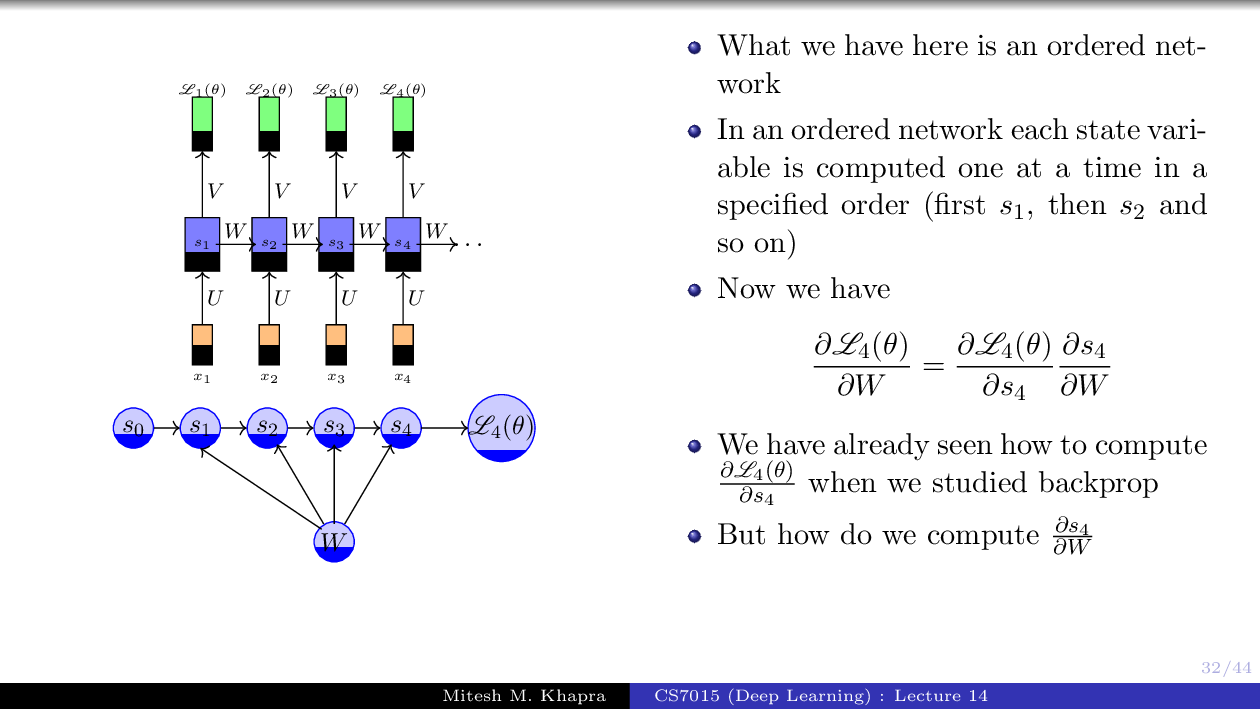 ℒ₁(θ) ℒ₂(θ) ℒ₃(θ) ℒ₄(θ)
V V V V
W W W W
s₁ s₂ s₃ s₄ . .
U U U U
x₁ x₂ x₃ x₄
s₀ s₁ s₂ s₃ s₄ ℒ₄(θ)
W
What we have here is an ordered net-
work
In an ordered network each state vari-
able is computed one at a time in a
specified order (first s₁, then s₂ and
so on)
Now we have
∂ℒ₄(θ)/∂W = ∂ℒ₄(θ)/∂s₄ ∂s₄/∂W
We have already seen how to compute
∂ℒ₄(θ)/∂s₄ when we studied backprop
But how do we compute ∂s₄/∂W
32/44
Mitesh M. Khapra CS7015 (Deep Learning) : Lecture 14